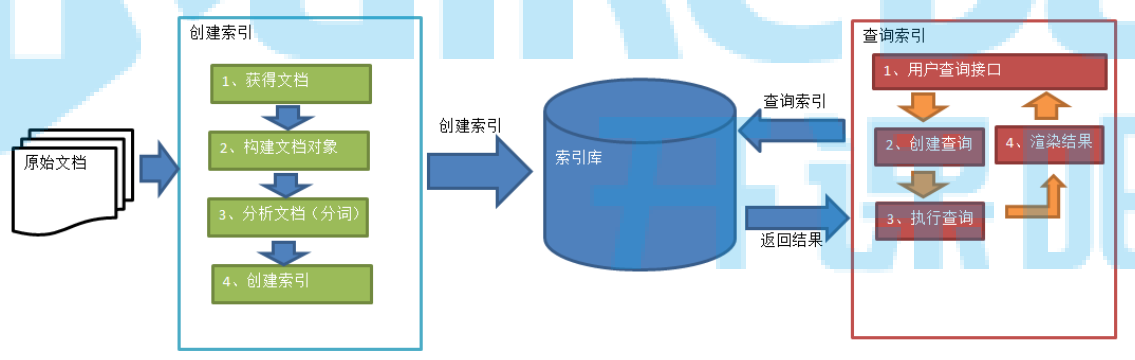 原始文档
创建索引
1、获得文档
2、构建文档对象
3、分析文档（分词）
4、创建索引
创建索引
索引库
查询索引
返回结果
查询索引
1、用户查询接口
2、创建查询
4、渲染结果
3、执行查询